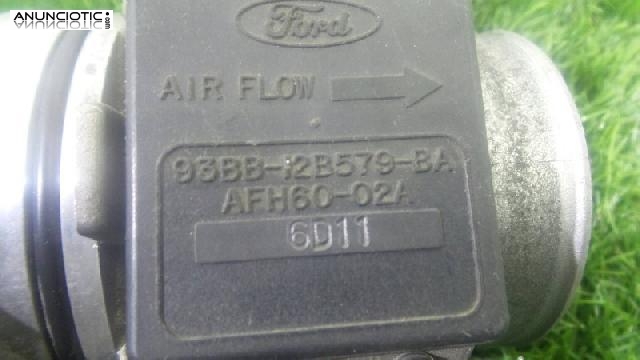 ANUNCIOTIC.com
Ford
AIR FLOW
93BB-12B579-BA
AFH60-02A
6D11